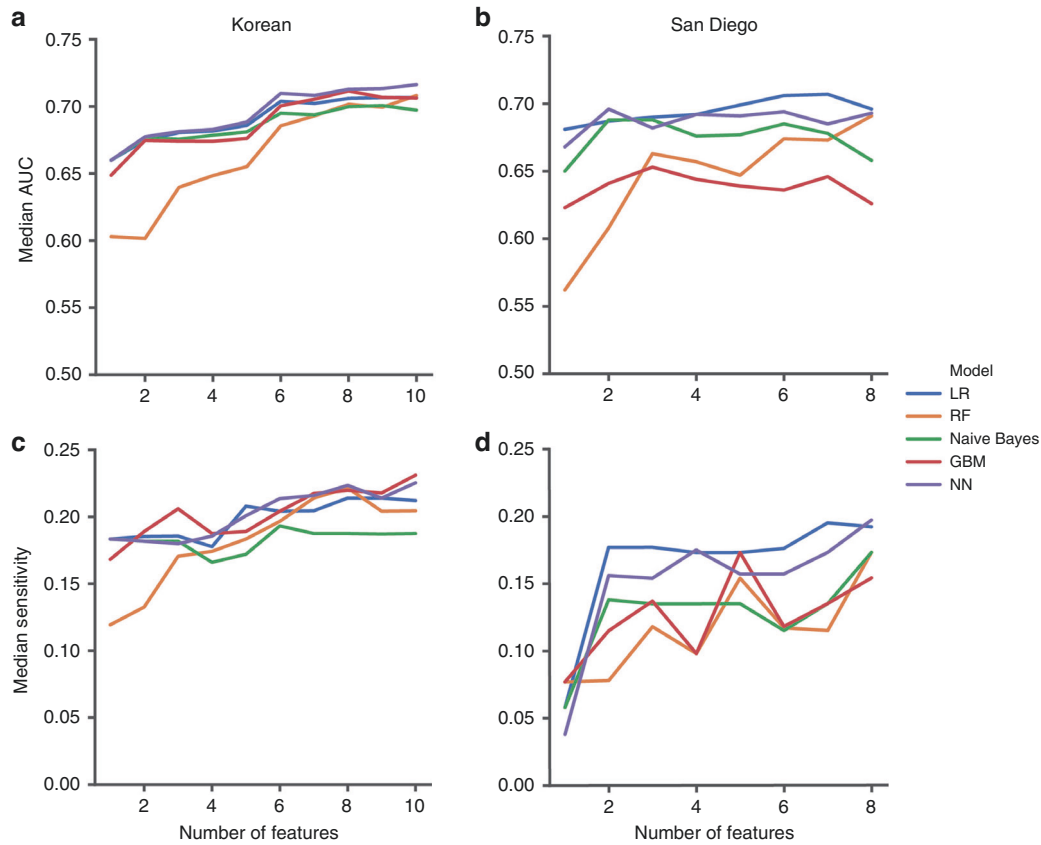 a
Korean
b
San Diego
Median AUC
0.75
0.70
0.65
0.60
0.55
0.50
2
4
6
8
10
0.75
0.70
0.65
0.60
0.55
0.50
2
4
6
8
Model
LR
RF
Naive Bayes
GBM
NN
c
Median sensitivity
0.25
0.20
0.15
0.10
0.05
0.00
2
4
6
8
10
Number of features
d
0.20
0.15
0.10
0.05
0.00
0.25
2
4
6
8
Number of features